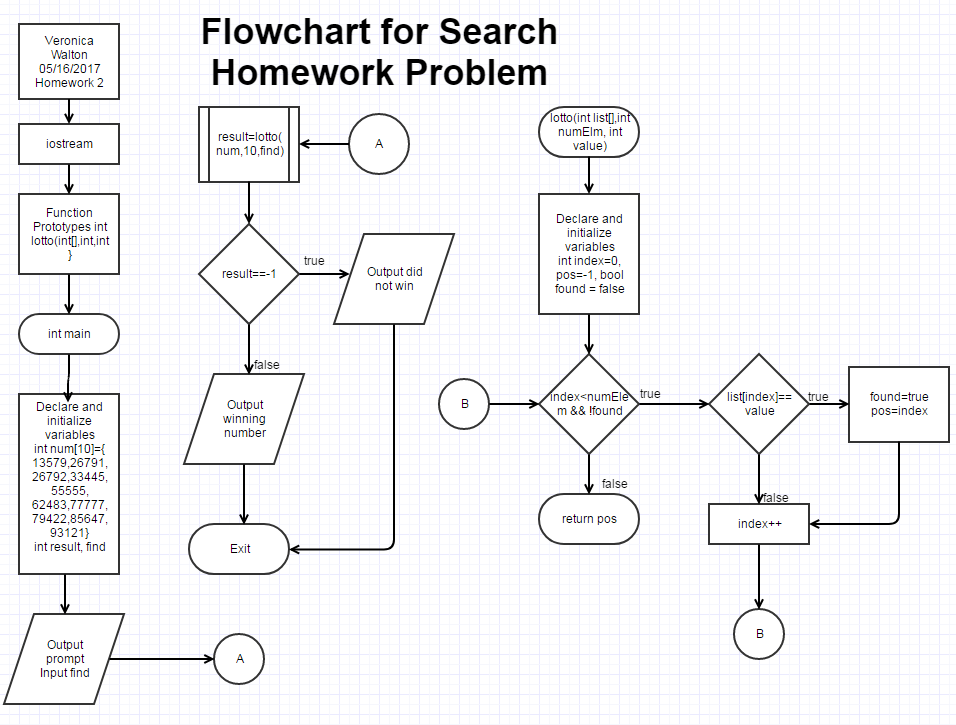 Flowchart for Search
Homework Problem
Veronica
Walton
05/16/2017
Homework 2
iostream
Function
Prototypes int
lotto(int[],int,int
}
int main
Declare and
initialize
variables
int num[10]={
13579,26791,
26792,33445,
55555,
62483,77777,
79422,85647,
93121}
int result, find
Output
prompt
Input find
A
A
result=lotto(
num,10,find)
result==-1
true
Output did
not win
false
Output
winning
number
Exit
lotto(int list[],int
numElm, int
value)
Declare and
initialize
variables
int index=0,
pos=-1, bool
found = false
B
index<numEle
m && !found
true
false
return pos
list[index]==
value
true
found=true
pos=index
false
index++
B